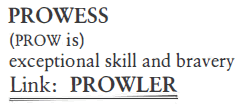 PROWESS
(PROW is)
exceptional skill and bravery
Link: PROWLER